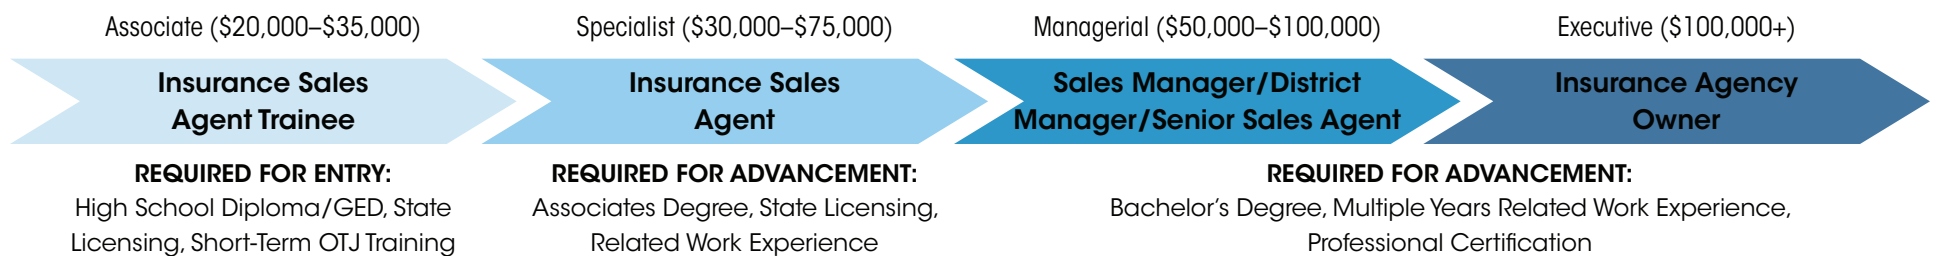 Associate ($20,000–$35,000)
Specialist ($30,000–$75,000)
Managerial ($50,000–$100,000)
Executive ($100,000+)
Insurance Sales
Agent Trainee
Insurance Sales
Agent
Sales Manager/District
Manager/Senior Sales Agent
Insurance Agency
Owner
REQUIRED FOR ENTRY:
High School Diploma/GED, State
Licensing, Short-Term OTJ Training
REQUIRED FOR ADVANCEMENT:
Associates Degree, State Licensing,
Related Work Experience
REQUIRED FOR ADVANCEMENT:
Bachelor’s Degree, Multiple Years Related Work Experience,
Professional Certification